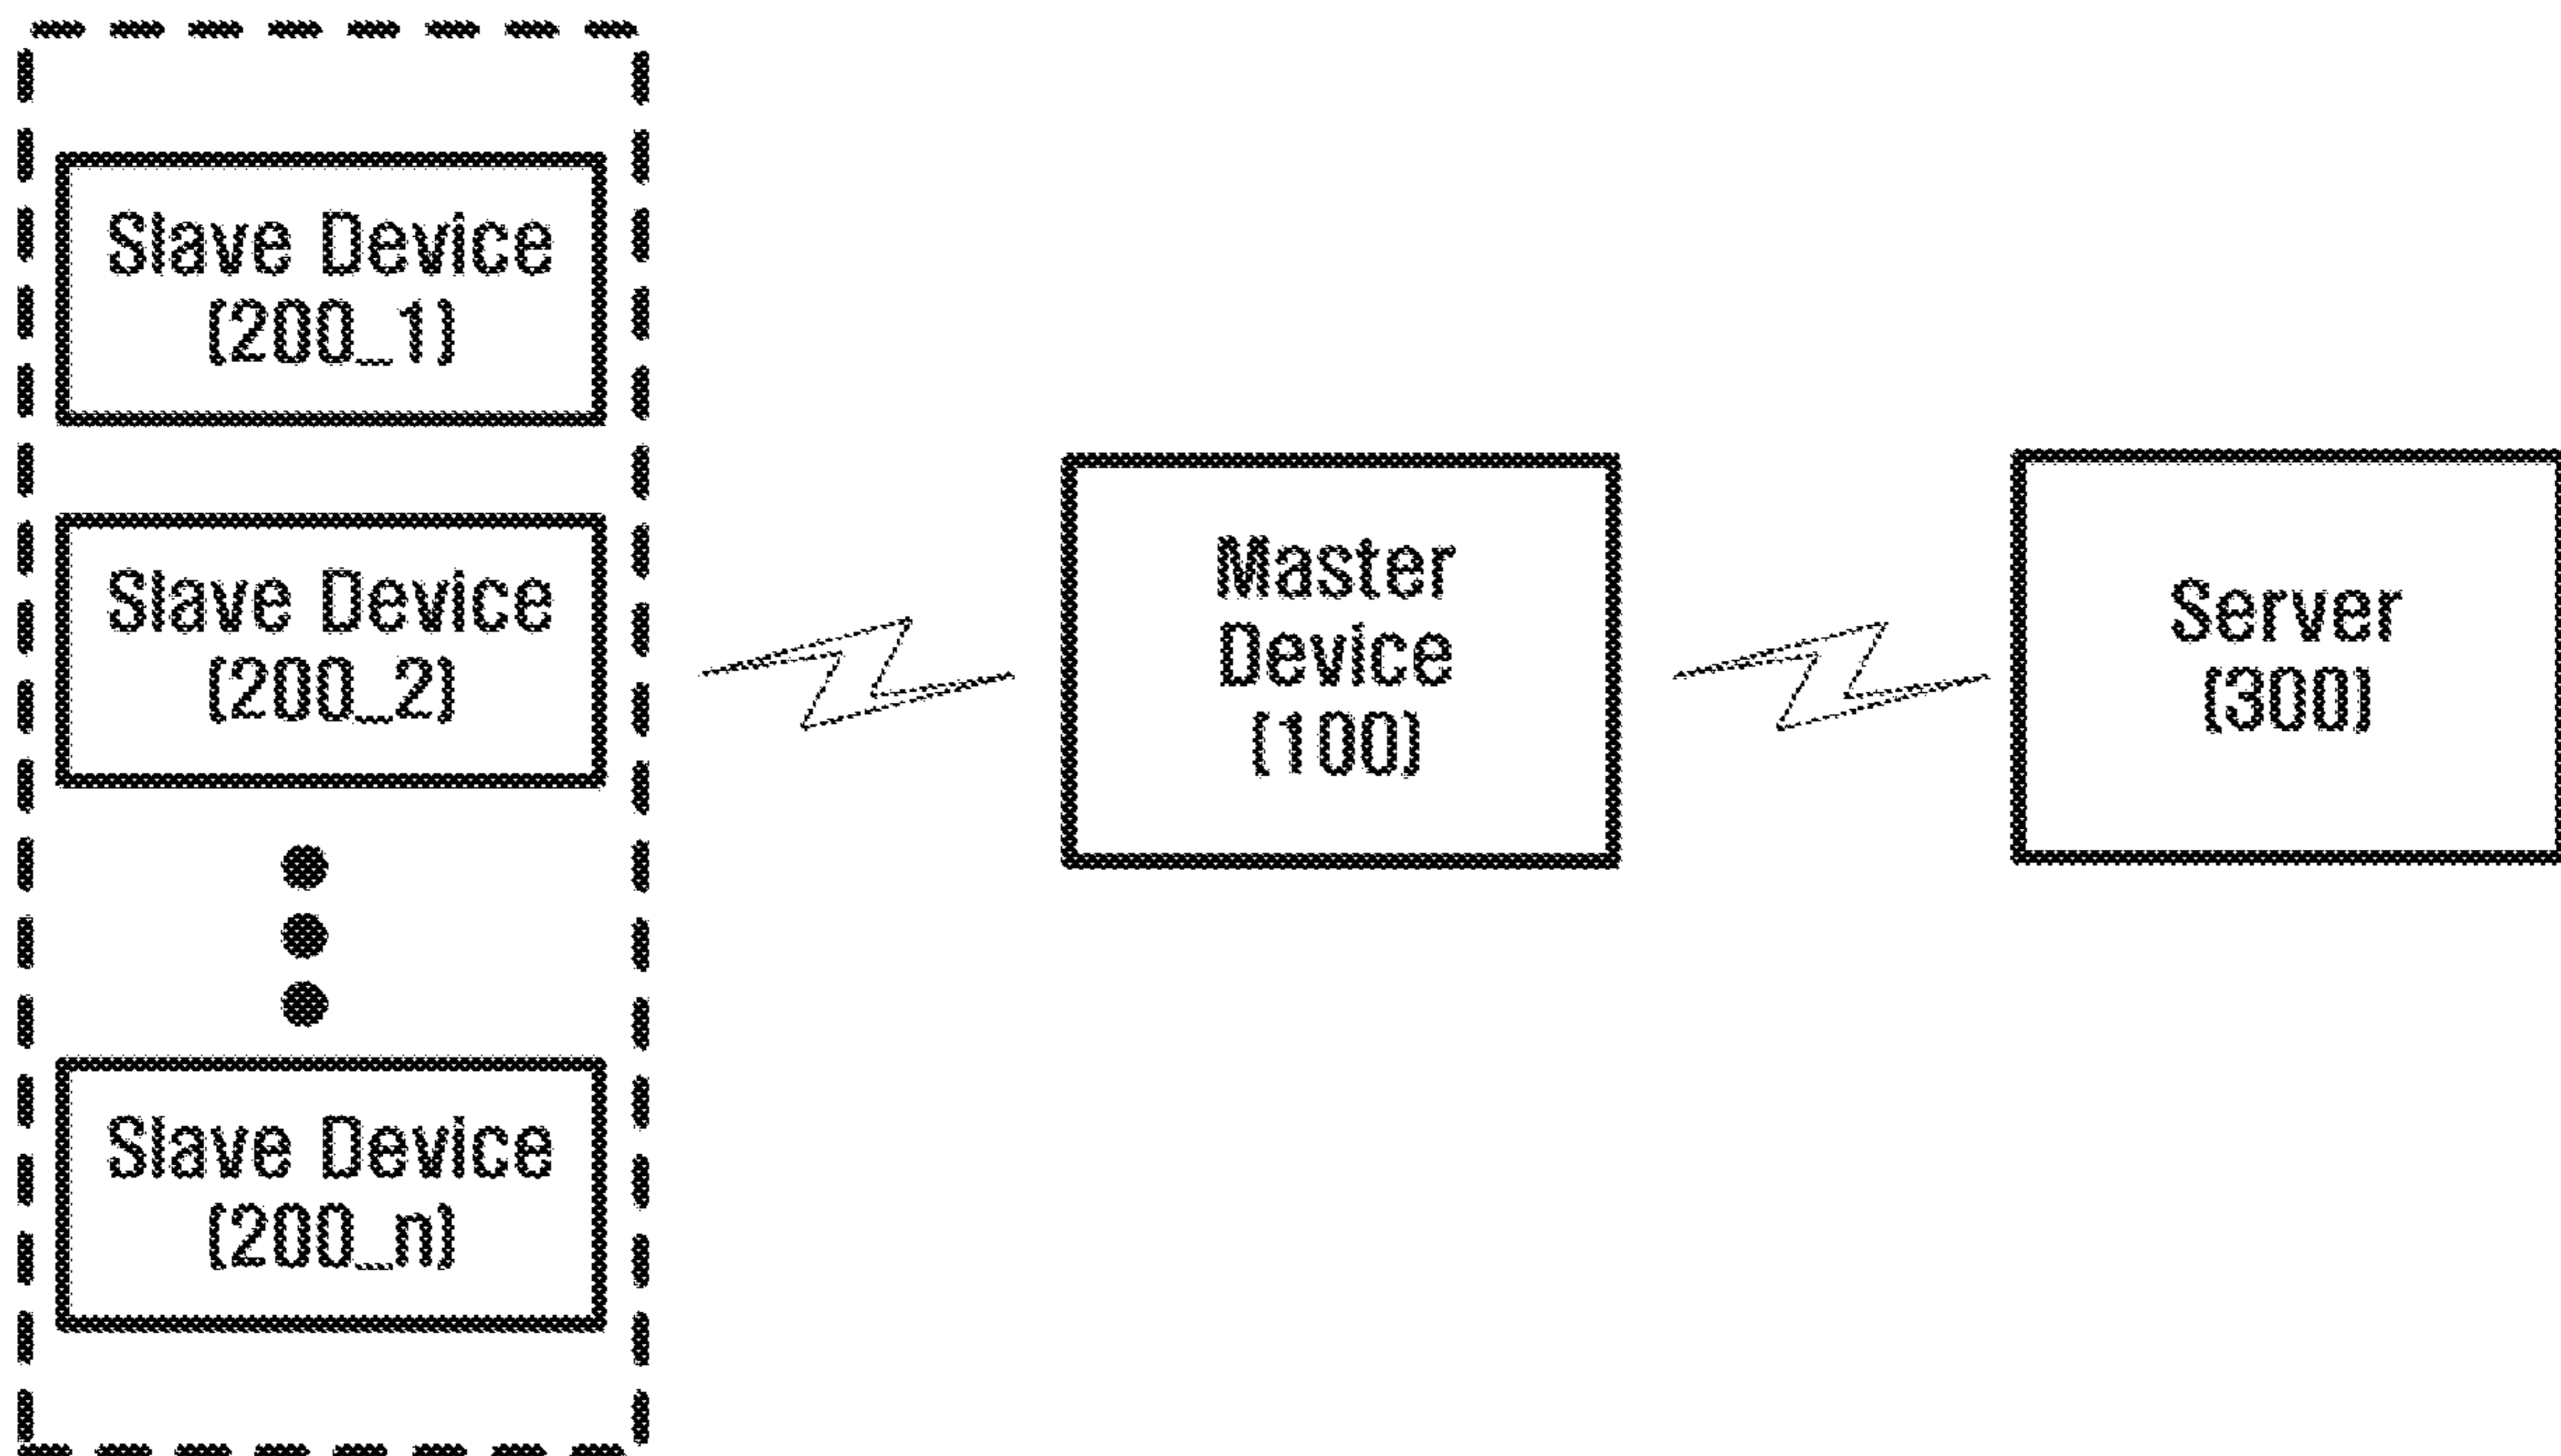 Slave Device
(200_1)
Slave Device
(200_2)
Slave Device
(200_n)
Master
Device
(100)
Server
(300)